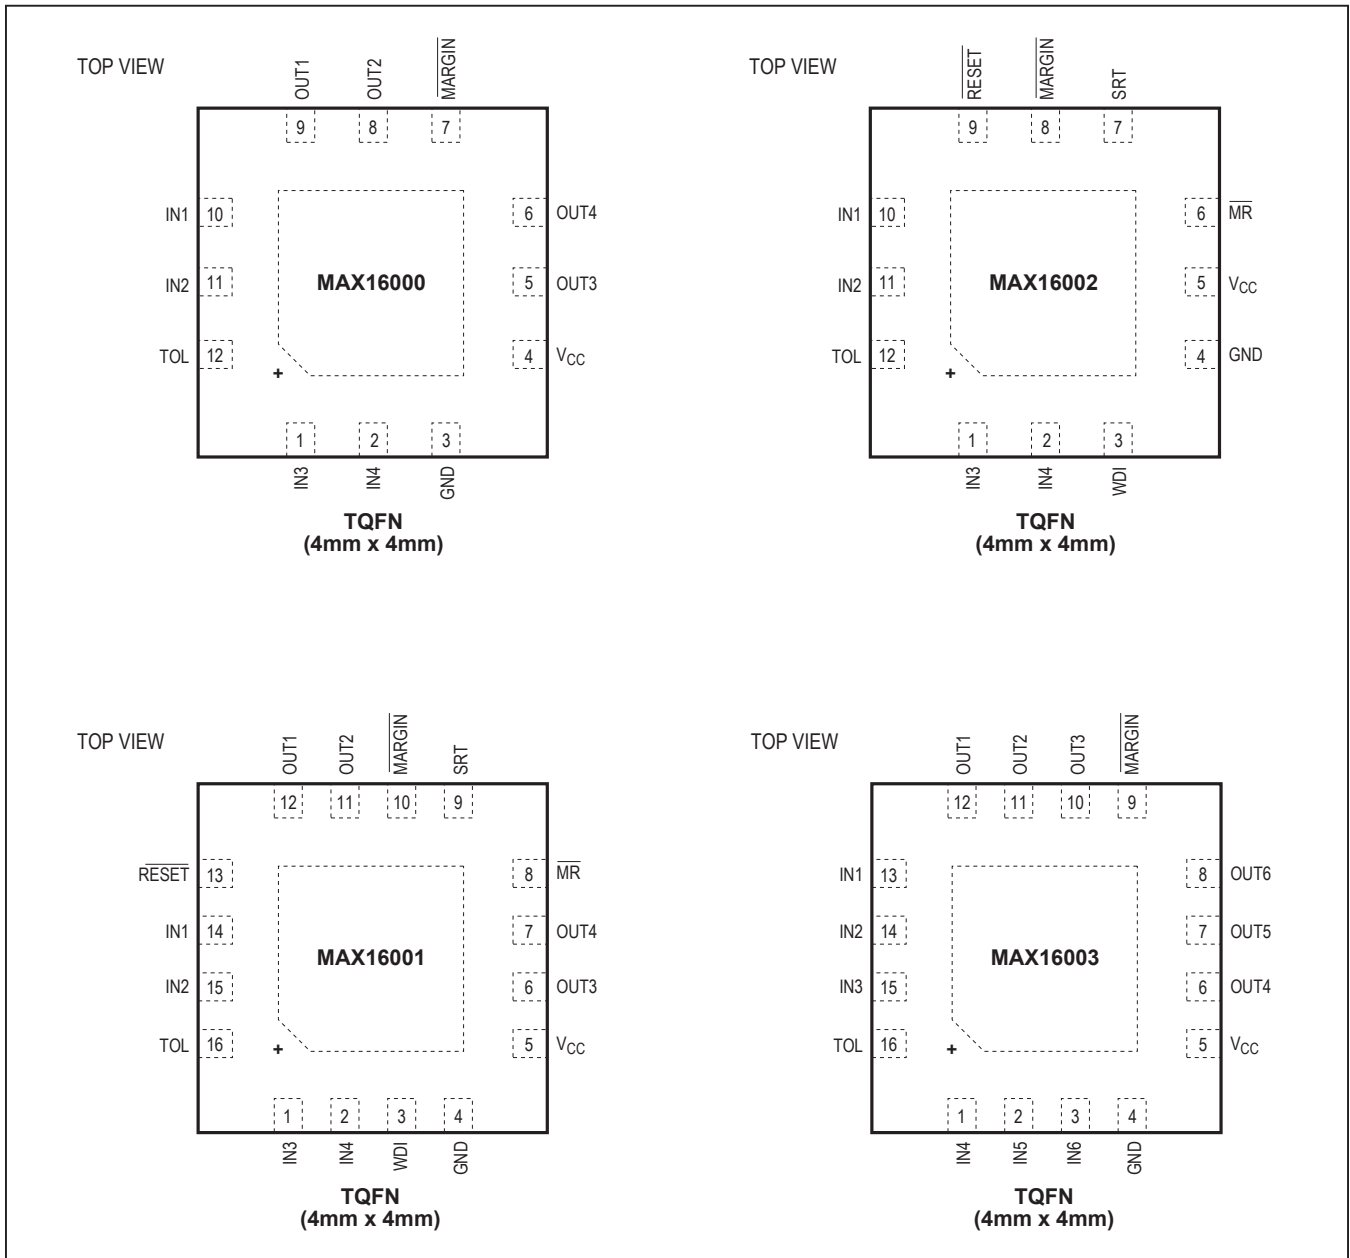 TOP VIEW
OUT1
OUT2
MARGIN
9
8
7
IN1 10
6 OUT4
IN2 11
MAX16000
5 OUT3
TOL 12
4 VCC
+
1
2
3
IN3
IN4
GND
TQFN
(4mm x 4mm)
TOP VIEW
RESET
MARGIN
SRT
9
8
7
IN1 10
6 MR
IN2 11
MAX16002
5 VCC
TOL 12
4 GND
+
1
2
3
IN3
IN4
WDI
TQFN
(4mm x 4mm)
TOP VIEW
OUT1
OUT2
MARGIN
SRT
12
11
10
9
RESET 13
8 MR
IN1 14
7 OUT4
MAX16001
IN2 15
6 OUT3
TOL 16
5 VCC
+
1
2
3
4
IN3
IN4
WDI
GND
TQFN
(4mm x 4mm)
TOP VIEW
OUT1
OUT2
OUT3
MARGIN
12
11
10
9
IN1 13
8 OUT6
IN2 14
7 OUT5
MAX16003
IN3 15
6 OUT4
TOL 16
5 VCC
+
1
2
3
4
IN4
IN5
IN6
GND
TQFN
(4mm x 4mm)